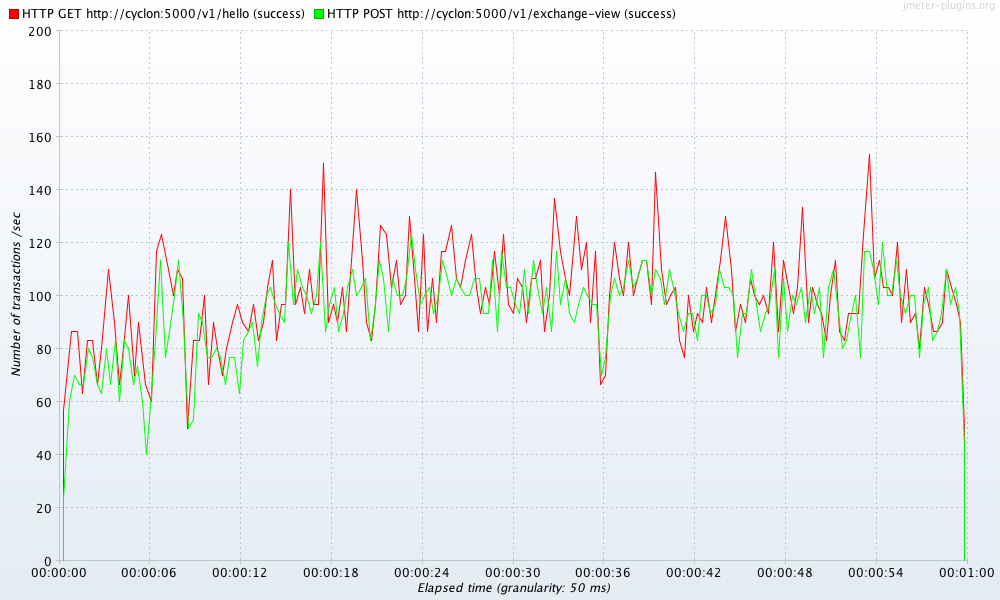 jmeter-plugins.org
HTTP GET http://cyclon:5000/v1/hello (success) HTTP POST http://cyclon:5000/v1/exchange-view (success)
200
180
160
140
120
100
80
60
40
20
0
Number of transactions /sec
00:00:00 00:00:06 00:00:12 00:00:18 00:00:24 00:00:30 00:00:36 00:00:42 00:00:48 00:00:54 00:01:00
Elapsed time (granularity: 50 ms)